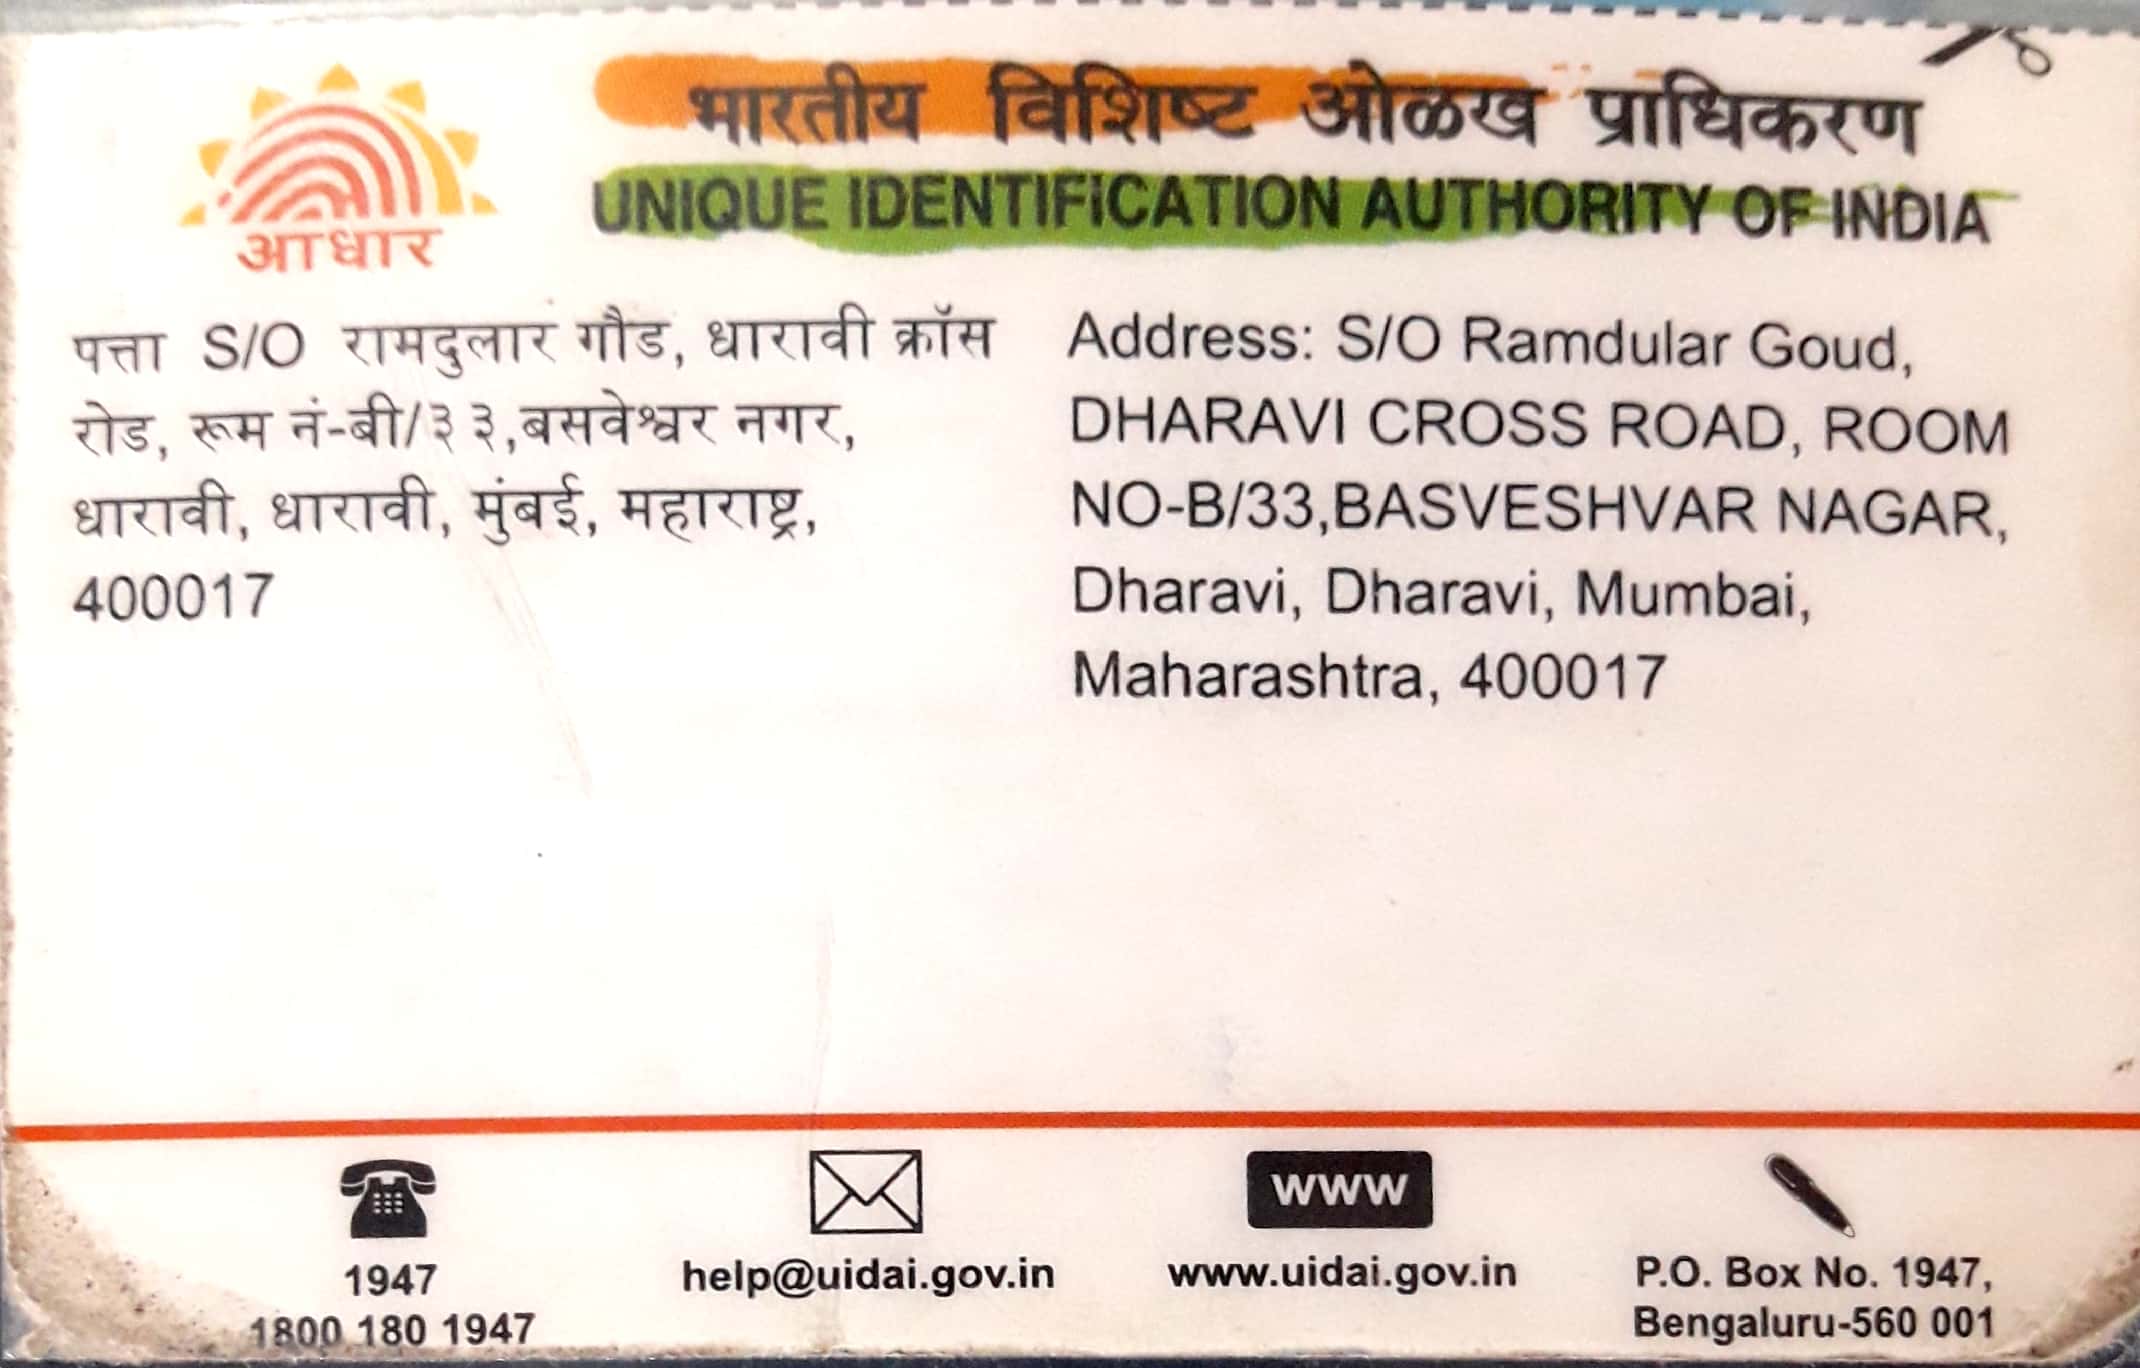 आधार
भारतीय विशिष्ट ओळख प्राधिकरण
UNIQUE IDENTIFICATION AUTHORITY OF INDIA
पत्ता S/O रामदुलार गौड, धारावी क्रॉस
रोड, रूम नं-बी/३३,बसवेश्वर नगर,
धारावी, धारावी, मुंबई, महाराष्ट्र,
400017
Address: S/O Ramdular Goud,
DHARAVI CROSS ROAD, ROOM
NO-B/33,BASVESHVAR NAGAR,
Dharavi, Dharavi, Mumbai,
Maharashtra, 400017
1947
1800 180 1947
help@uidai.gov.in
www
www.uidai.gov.in
P.O. Box No. 1947,
Bengaluru-560 001